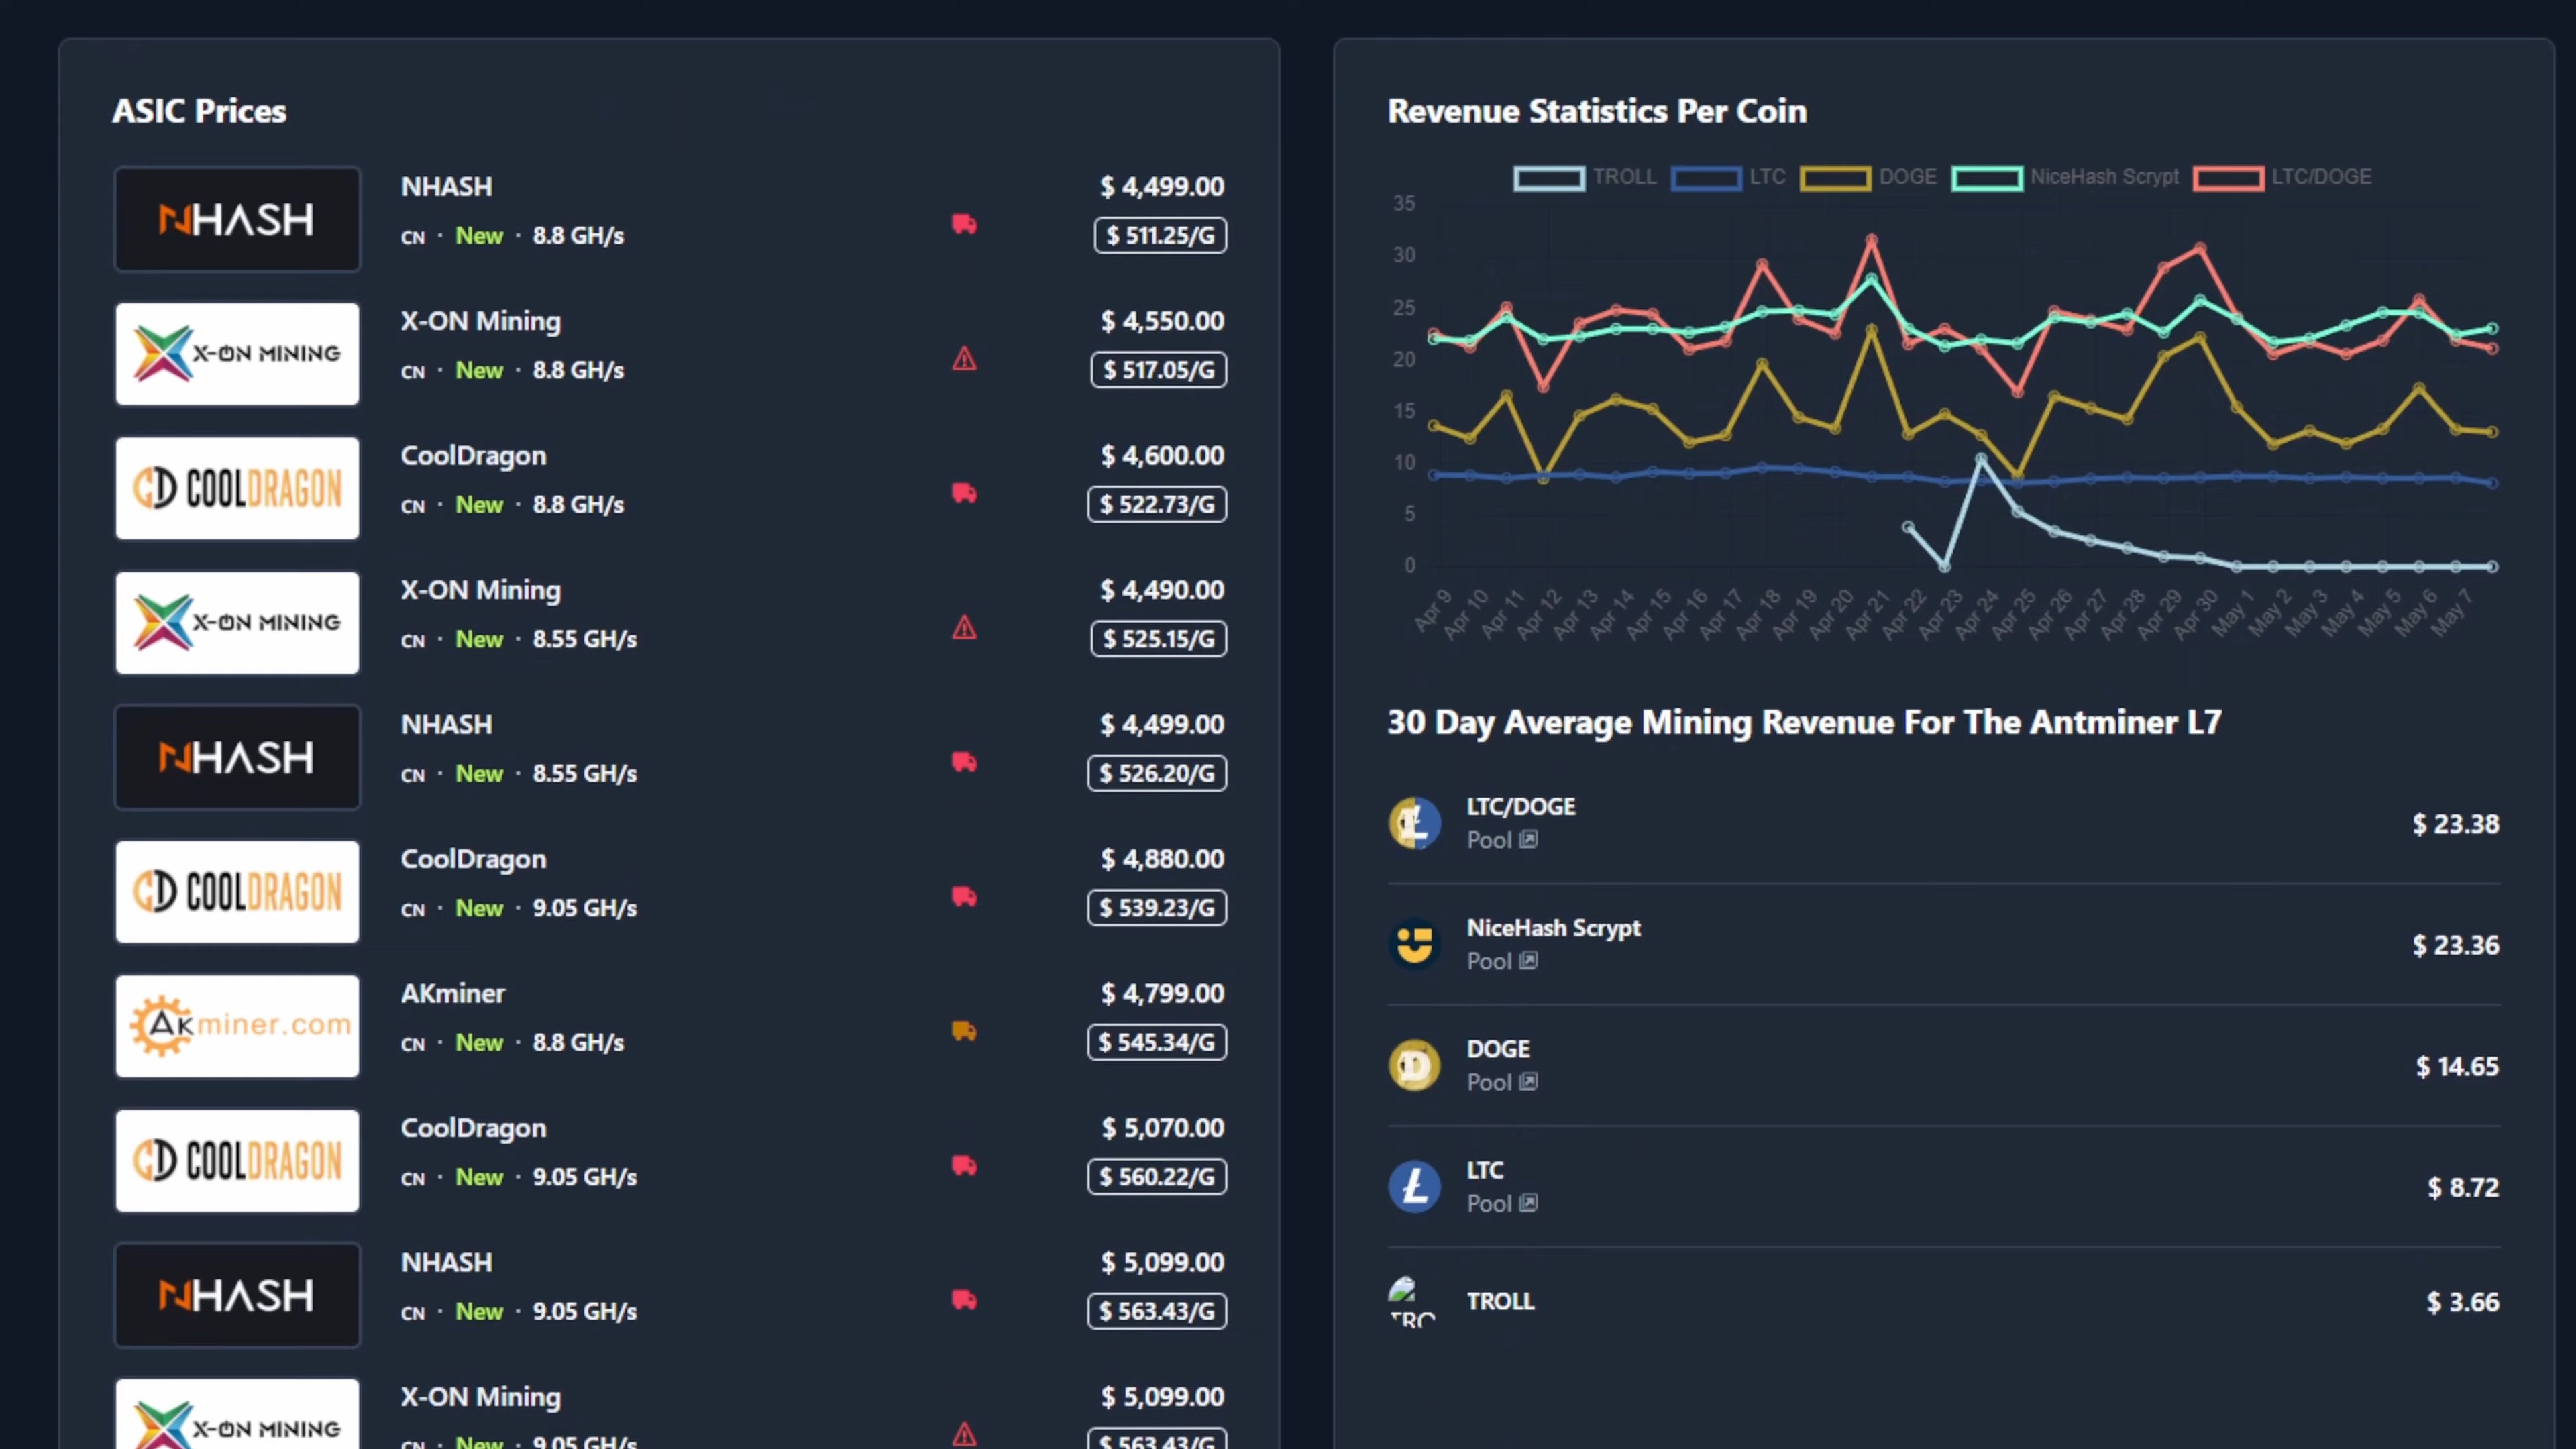 ASIC Prices
NHASH
NHASH
$ 4,499.00
CN · New · 8.8 GH/s
$ 511.25/G
X-ON MINING
X-ON Mining
$ 4,550.00
CN · New · 8.8 GH/s
$ 517.05/G
COOLDRAGON
CoolDragon
$ 4,600.00
CN · New · 8.8 GH/s
$ 522.73/G
X-ON MINING
X-ON Mining
$ 4,490.00
CN · New · 8.55 GH/s
$ 525.15/G
NHASH
NHASH
$ 4,499.00
CN · New · 8.55 GH/s
$ 526.20/G
COOLDRAGON
CoolDragon
$ 4,880.00
CN · New · 9.05 GH/s
$ 539.23/G
AKminer.com
AKminer
$ 4,799.00
CN · New · 8.8 GH/s
$ 545.34/G
COOLDRAGON
CoolDragon
$ 5,070.00
CN · New · 9.05 GH/s
$ 560.22/G
NHASH
NHASH
$ 5,099.00
CN · New · 9.05 GH/s
$ 563.43/G
X-ON MINING
X-ON Mining
$ 5,099.00
CN · New · 9.05 GH/s
$ 563.43/G
Revenue Statistics Per Coin
TROLL LTC DOGE NiceHash Scrypt LTC/DOGE
35
30
25
20
15
10
5
0
Apr 9 Apr 10 Apr 11 Apr 12 Apr 13 Apr 14 Apr 15 Apr 16 Apr 17 Apr 18 Apr 19 Apr 20 Apr 21 Apr 22 Apr 23 Apr 24 Apr 25 Apr 26 Apr 27 Apr 28 Apr 29 Apr 30 May 1 May 2 May 3 May 4 May 5 May 6 May 7
30 Day Average Mining Revenue For The Antminer L7
LTC/DOGE
Pool
$ 23.38
NiceHash Scrypt
Pool
$ 23.36
DOGE
Pool
$ 14.65
LTC
Pool
$ 8.72
TRO
TROLL
$ 3.66